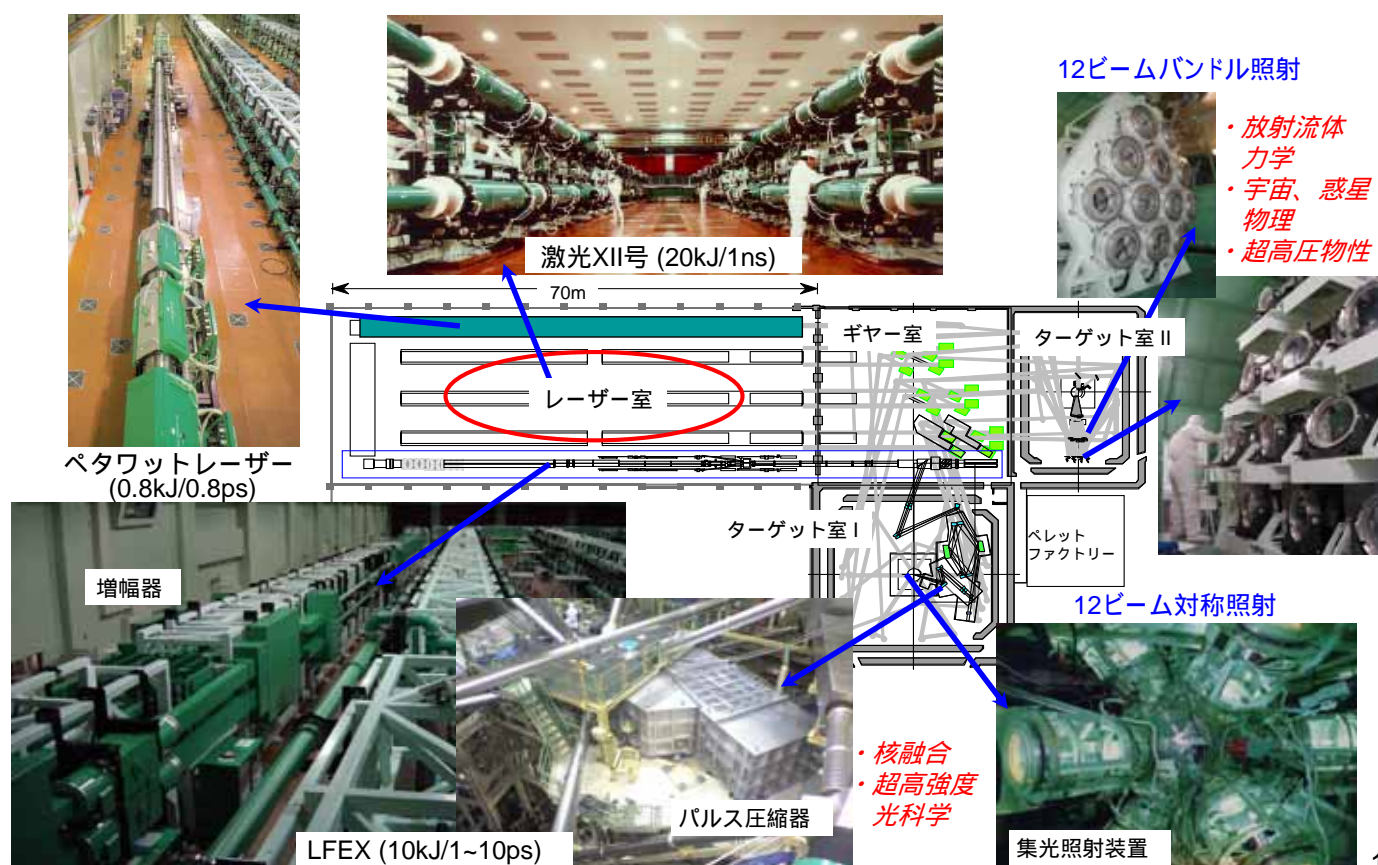 12ビームバンドル照射
・放射流体
力学
・宇宙、惑星
物理
・超高圧物性
激光XII号 (20kJ/1ns)
70m
ギヤー室
ターゲット室 II
レーザー室
ペタワットレーザー
(0.8kJ/0.8ps)
ターゲット室 I
ペレット
ファクトリー
増幅器
12ビーム対称照射
・核融合
・超高強度
光科学
パルス圧縮器
LFEX (10kJ/1~10ps)
集光照射装置